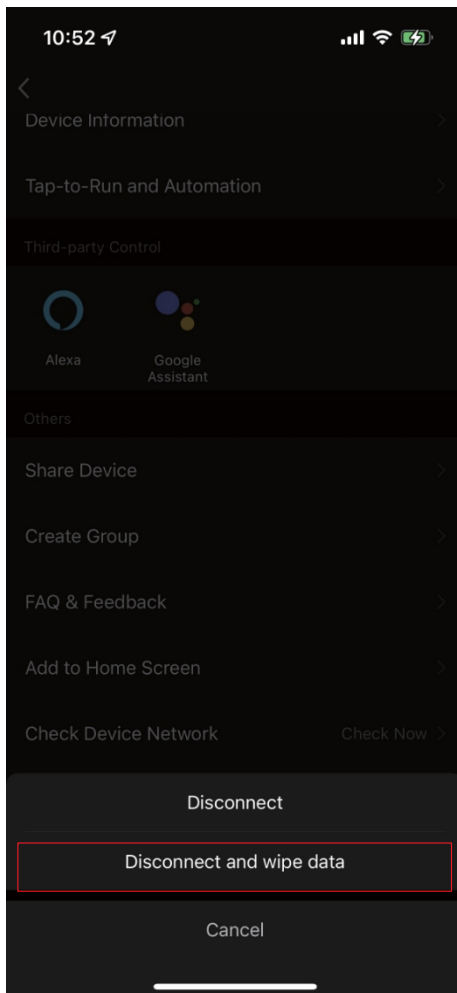 10:52
Device Information
Tap-to-Run and Automation
Third-party Control
Alexa
Google
Assistant
Others
Share Device
Create Group
FAQ & Feedback
Add to Home Screen
Check Device Network Check Now
Disconnect
Disconnect and wipe data
Cancel